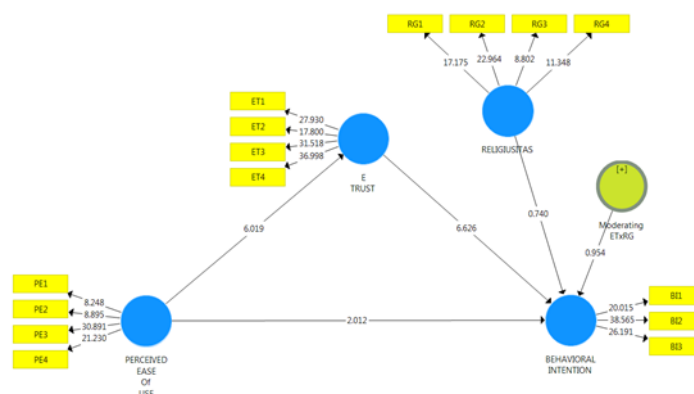 RG1
RG2
RG3
RG4
17.175
22.964
8.802
11.348
ET1
ET2
ET3
ET4
27.930
17.800
31.518
36.998
E
TRUST
RELIGIUSITAS
[+]
Moderating
ETxRG
6.019
6.626
0.740
0.954
PE1
PE2
PE3
PE4
8.248
8.895
30.891
21.230
2.012
20.015
38.565
26.191
BI1
BI2
BI3
PERCEIVED
EASE
Of
USE
BEHAVIORAL
INTENTION